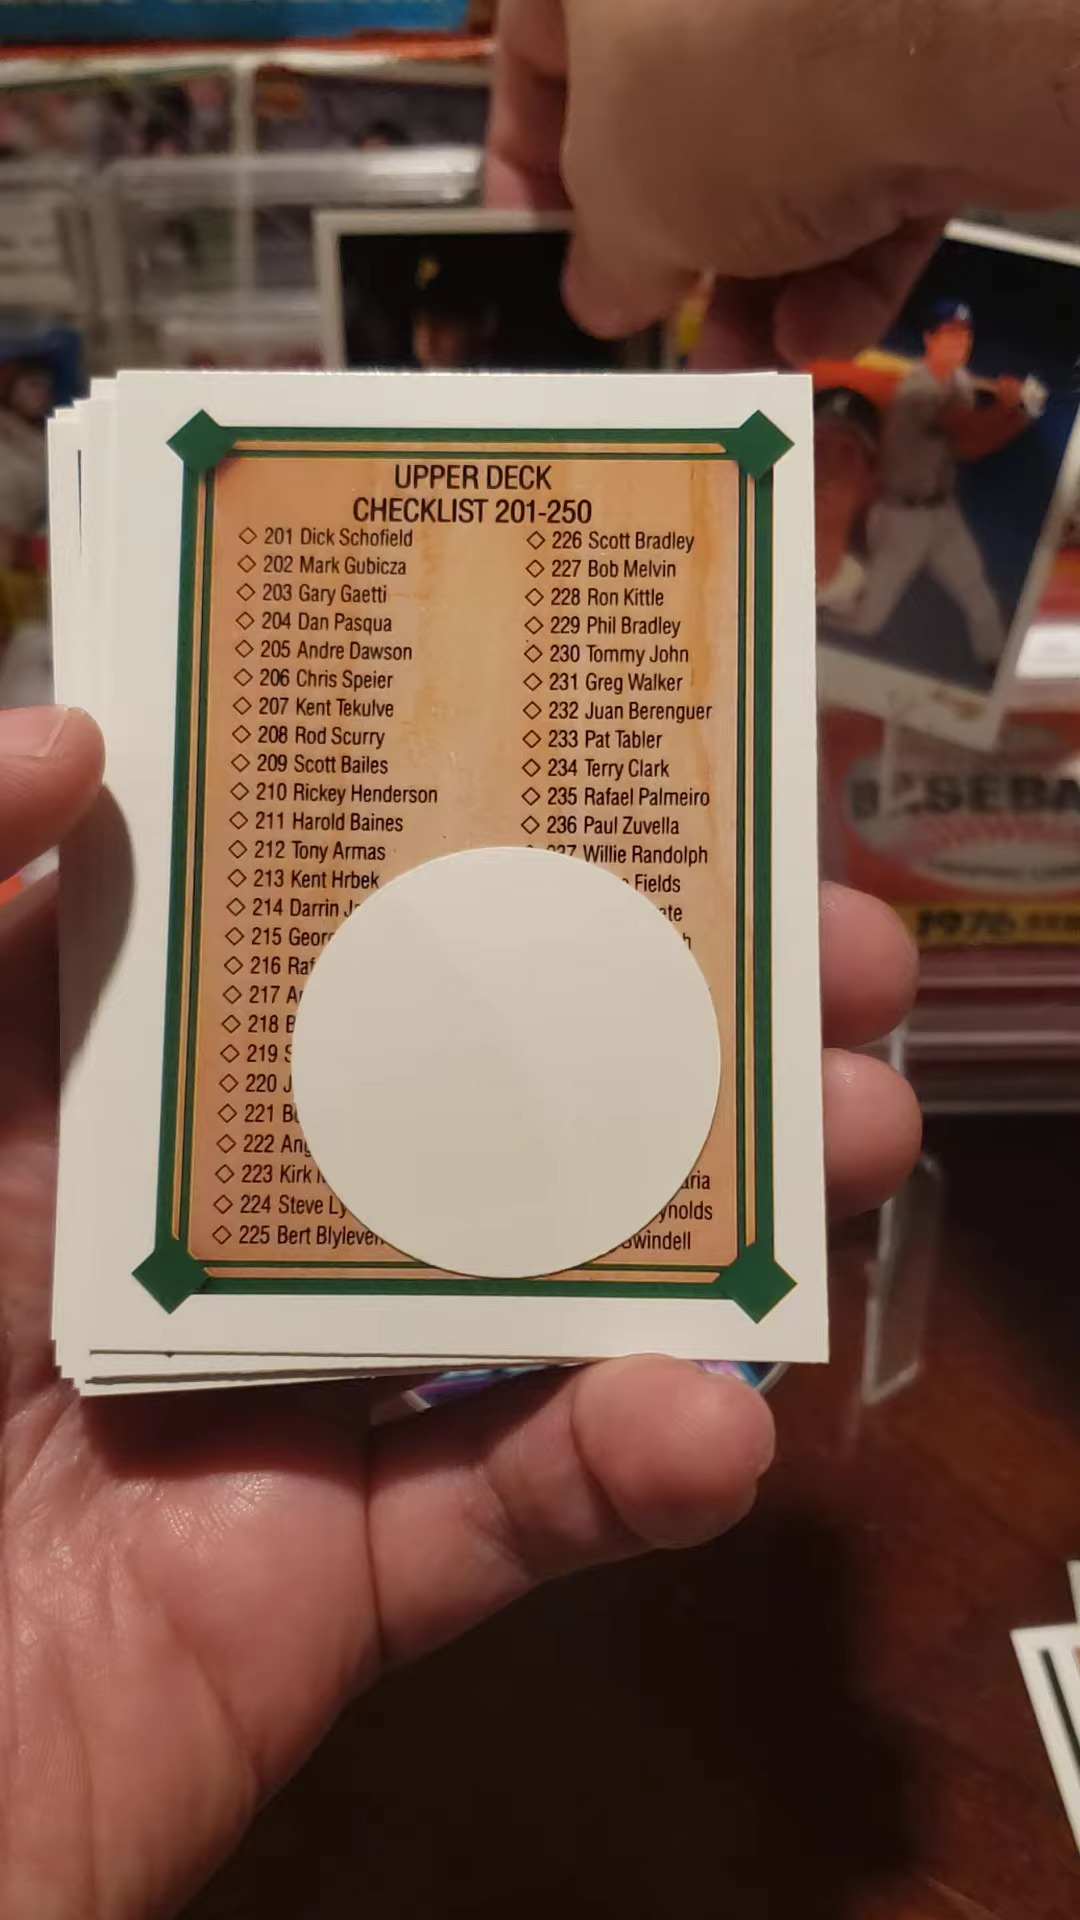 P
UPPER DECK
CHECKLIST 201-250
201 Dick Schofield
202 Mark Gubicza
203 Gary Gaetti
204 Dan Pasqua
205 Andre Dawson
206 Chris Speier
207 Kent Tekulve
208 Rod Scurry
209 Scott Bailes
210 Rickey Henderson
211 Harold Baines
212 Tony Armas
213 Kent Hrbek
214 Darrin
215
216
217
218
219
220
221
222
223 Kirk
224 Steve
225 Bert Blyleven
226 Scott Bradley
227 Bob Melvin
228 Ron Kittle
229 Phil Bradley
230 Tommy John
231 Greg Walker
232 Juan Berenguer
233 Pat Tabler
234 Terry Clark
235 Rafael Palmeiro
236 Paul Zuvella
237 Willie Randolph
Fields
Swindell
1976